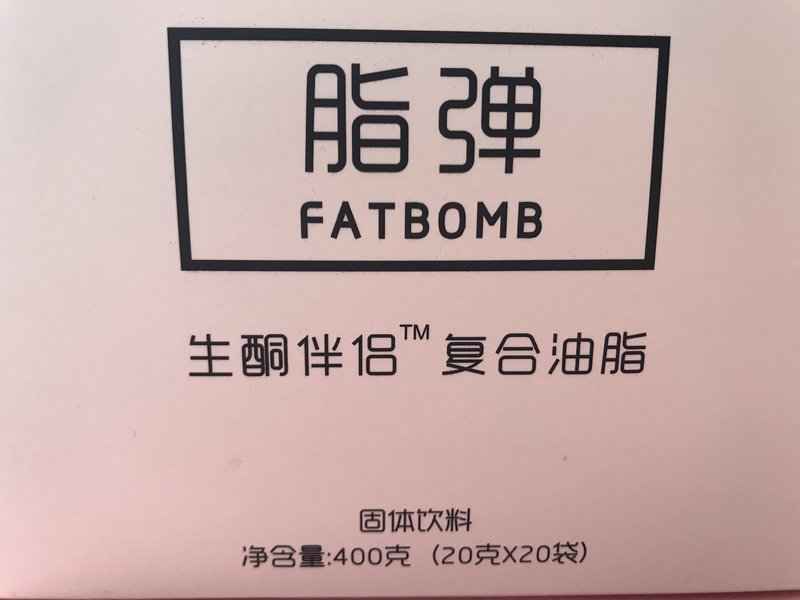 脂弹
FATBOMB
生酮伴侣™ 复合油脂
固体饮料
净含量:400克 (20克X20袋)